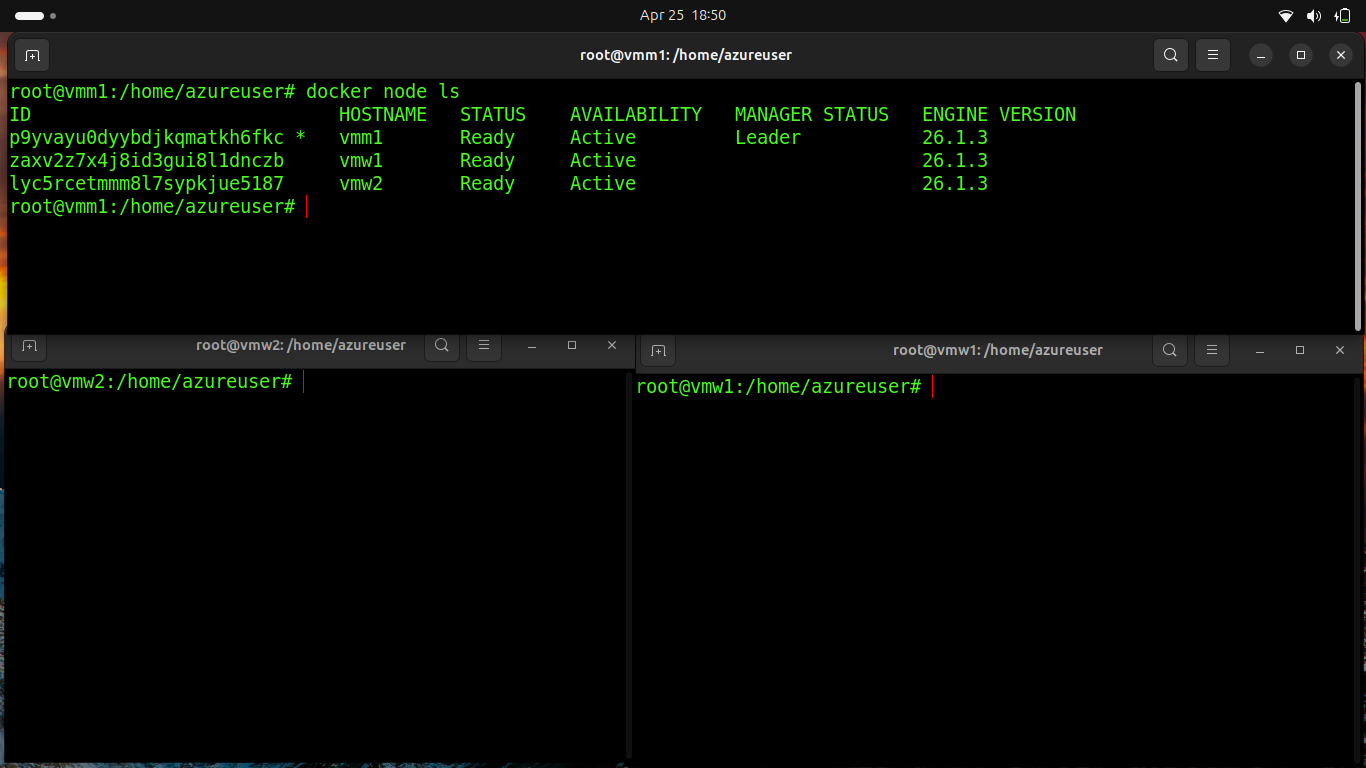 Apr 25 18:50
root@vmm1: /home/azureuser
root@vmm1:/home/azureuser# docker node ls
ID HOSTNAME STATUS AVAILABILITY MANAGER STATUS ENGINE VERSION
p9yvayu0dyybdjkqmatkh6fkc * vmm1 Ready Active Leader 26.1.3
zaxv2z7x4j8id3gui8l1dnczb vmw1 Ready Active 26.1.3
lyc5rcetmmm8l7sypkjue5187 vmw2 Ready Active 26.1.3
root@vmm1:/home/azureuser#
root@vmw2: /home/azureuser
root@vmw2:/home/azureuser#
root@vmw1: /home/azureuser
root@vmw1:/home/azureuser#